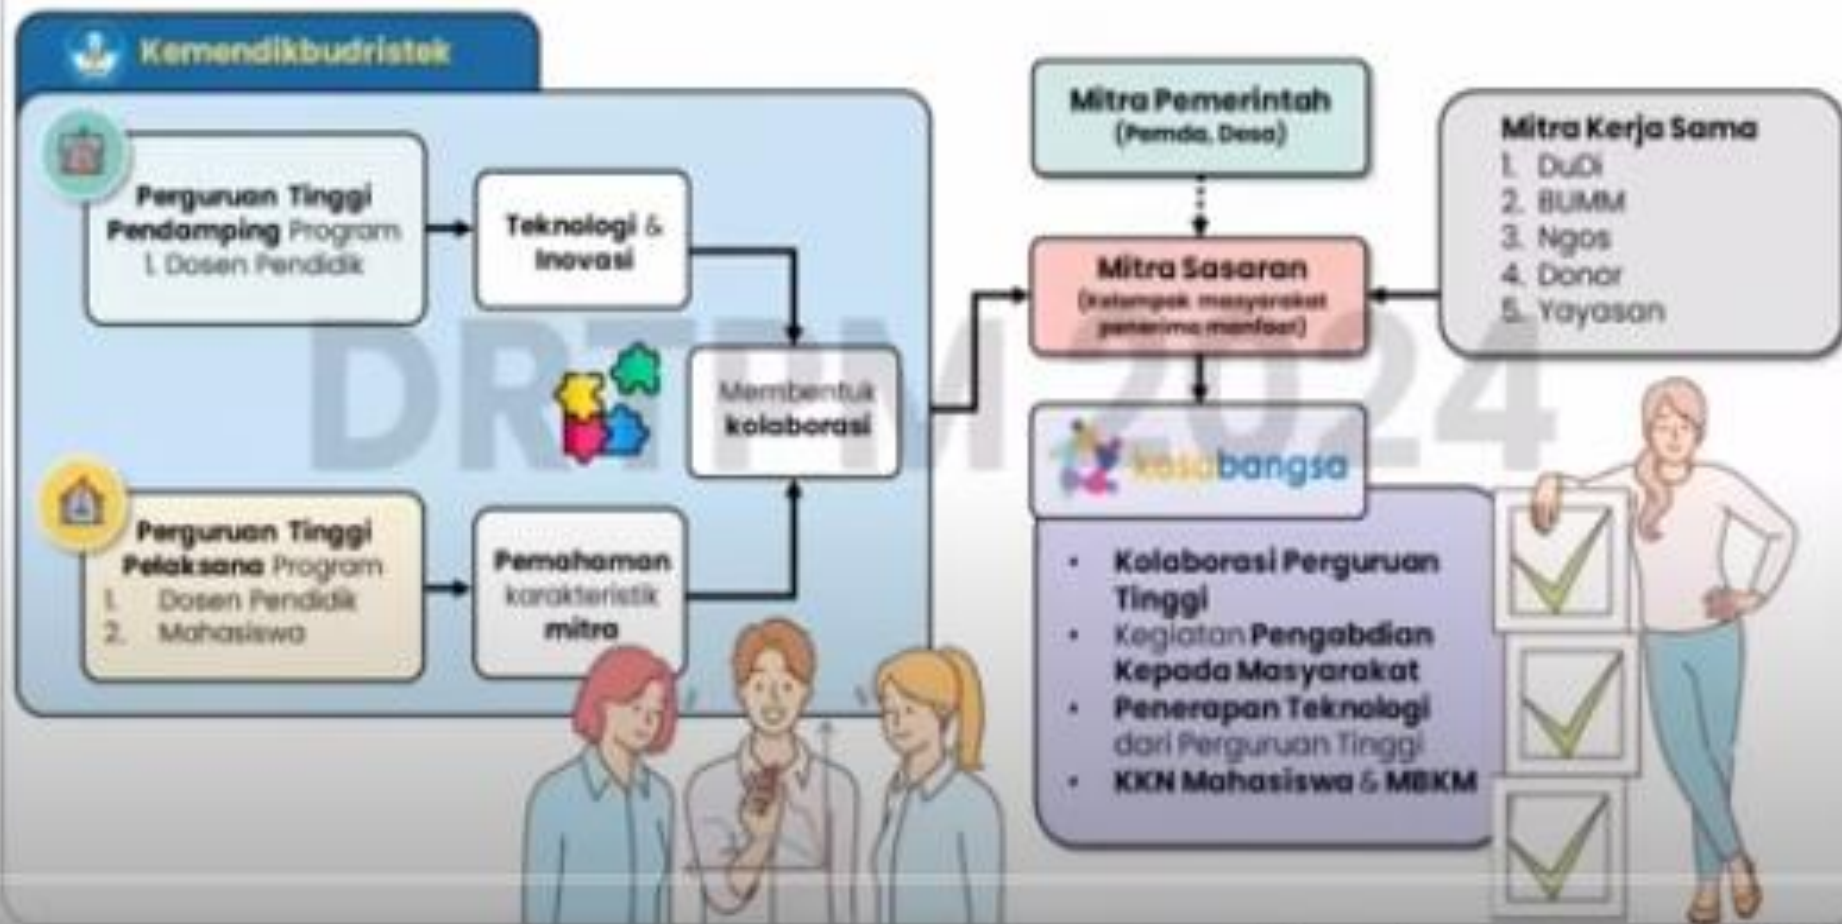 Kemendikbudristek
Perguruan Tinggi
Pendamping Program
1. Dosen Pendidik
Teknologi &
Inovasi
Membentuk
kolaborasi
Perguruan Tinggi
Pelaksana Program
1. Dosen Pendidik
2. Mahasiswa
Pemahaman
karakteristik
mitra
Mitra Pemerintah
(Pemda, Desa)
Mitra Sasaran
(Kelompok masyarakat
penerima manfaat)
Mitra Kerja Sama
1. DuDi
2. BUMM
3. Ngos
4. Donor
5. Yayasan
kosabangsa
• Kolaborasi Perguruan
Tinggi
• Kegiatan Pengabdian
Kepada Masyarakat
• Penerapan Teknologi
dari Perguruan Tinggi
• KKN Mahasiswa & MBKM
DRTPM 2024